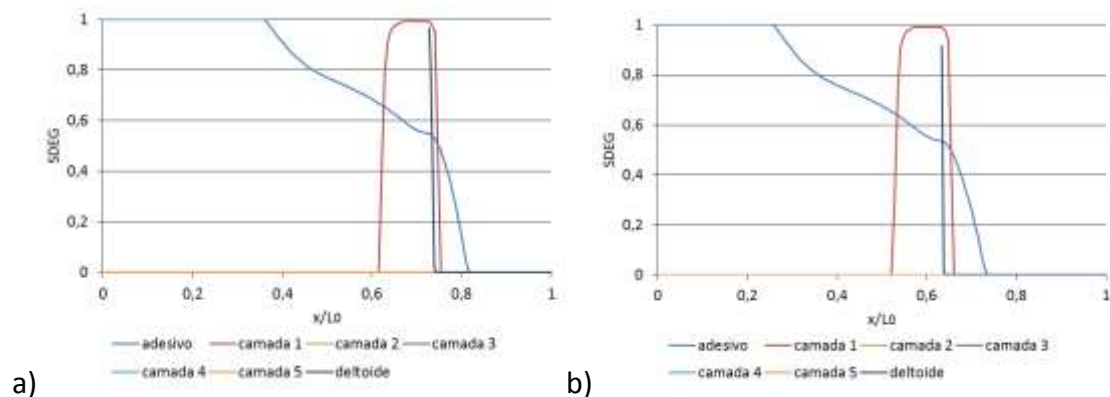 1
0,8
0,6
0,4
0,2
0
SDEG
0 0,2 0,4 0,6 0,8 1
x/L0
adesivo camada 1 camada 2 camada 3
camada 4 camada 5 deltoide
a)
1
0,8
0,6
0,4
0,2
0
SDEG
0 0,2 0,4 0,6 0,8 1
x/L0
adesivo camada 1 camada 2 camada 3
camada 4 camada 5 deltoide
b)